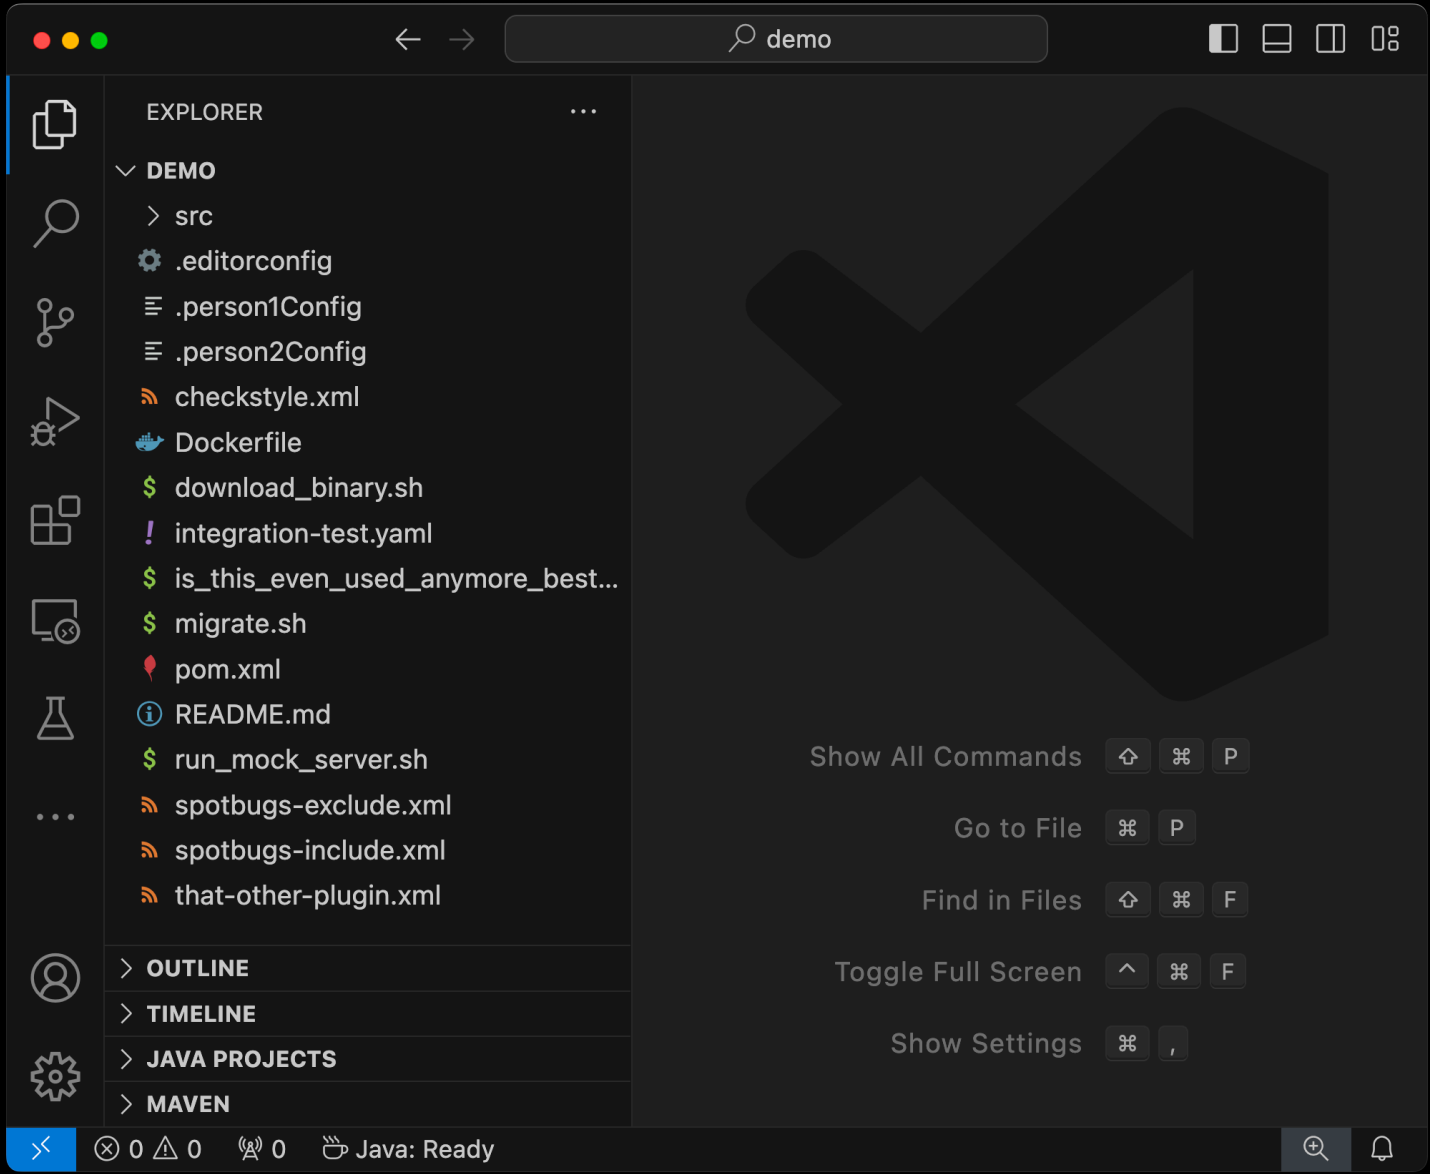 demo
EXPLORER
DEMO
src
.editorconfig
.person1Config
.person2Config
checkstyle.xml
Dockerfile
download_binary.sh
integration-test.yaml
is_this_even_used_anymore_best...
migrate.sh
pom.xml
README.md
run_mock_server.sh
spotbugs-exclude.xml
spotbugs-include.xml
that-other-plugin.xml
OUTLINE
TIMELINE
JAVA PROJECTS
MAVEN
Show All Commands ⇧ ⌘ P
Go to File ⌘ P
Find in Files ⇧ ⌘ F
Toggle Full Screen ^ ⌘ F
Show Settings ⌘ ,
0 0 0 Java: Ready